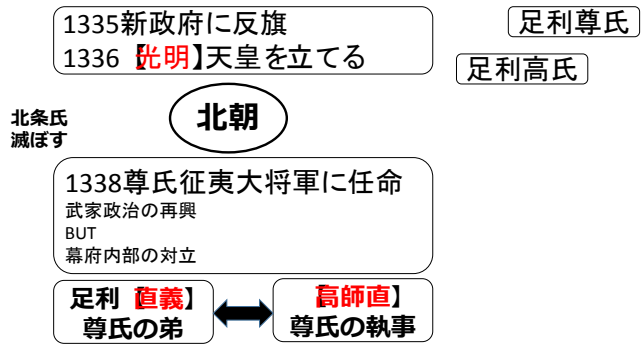 1335新政府に反旗
1336【光明】天皇を立てる
足利尊氏
足利高氏
北条氏
滅ぼす
北朝
1338尊氏征夷大将軍に任命
武家政治の再興
BUT
幕府内部の対立
足利【直義】
尊氏の弟
【高師直】
尊氏の執事